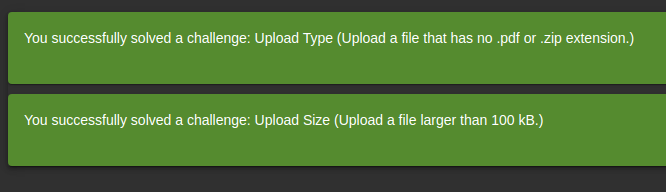 You successfully solved a challenge: Upload Type (Upload a file that has no .pdf or .zip extension.)
You successfully solved a challenge: Upload Size (Upload a file larger than 100 kB.)